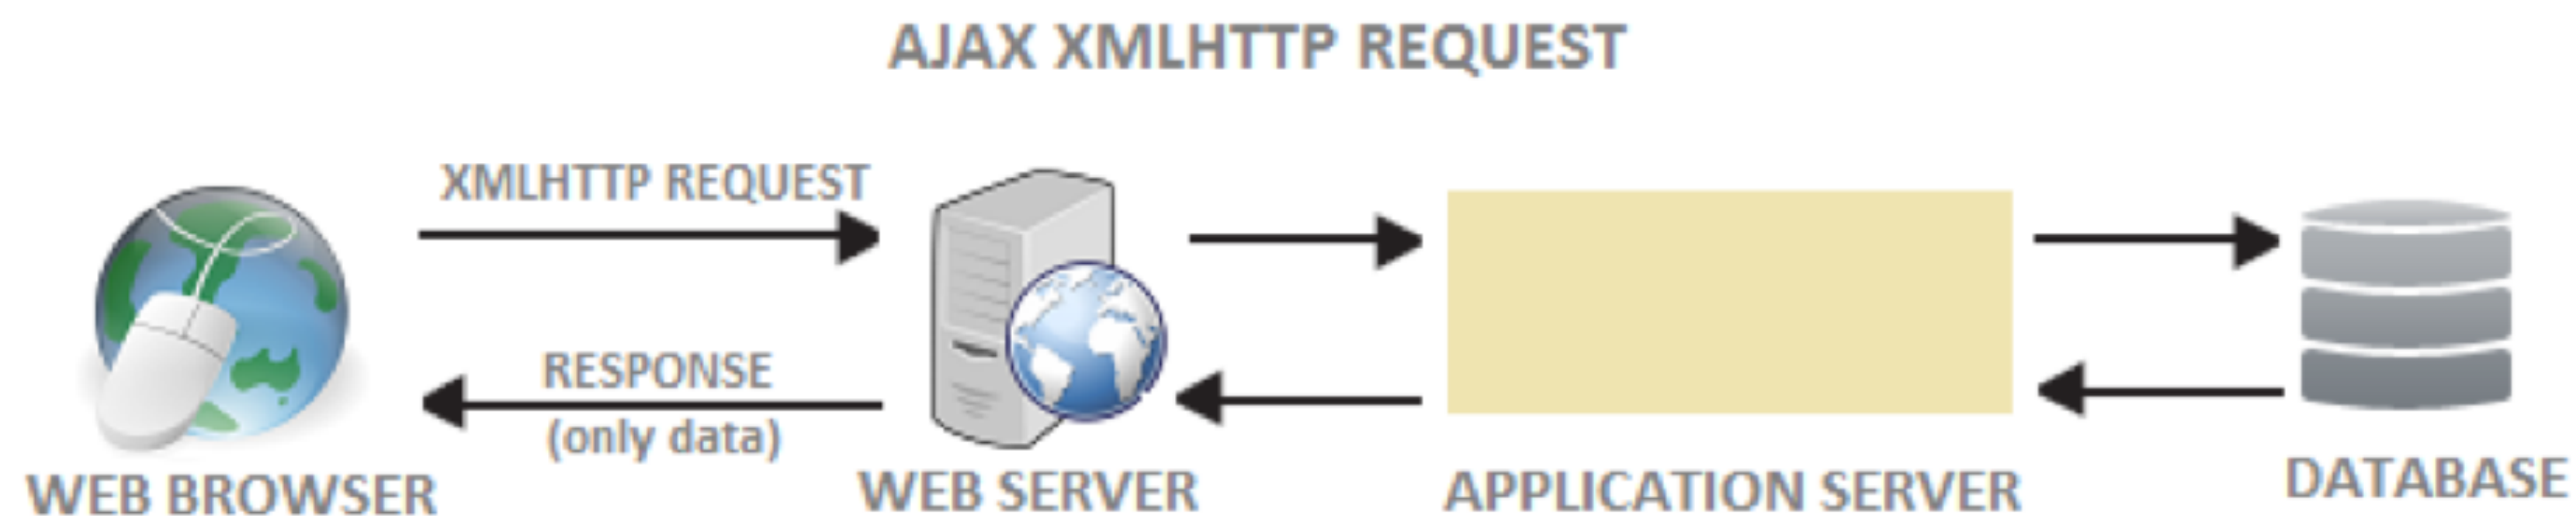 AJAX XMLHTTP REQUEST
XMLHTTP REQUEST
RESPONSE
(only data)
WEB BROWSER
WEB SERVER
APPLICATION SERVER
DATABASE